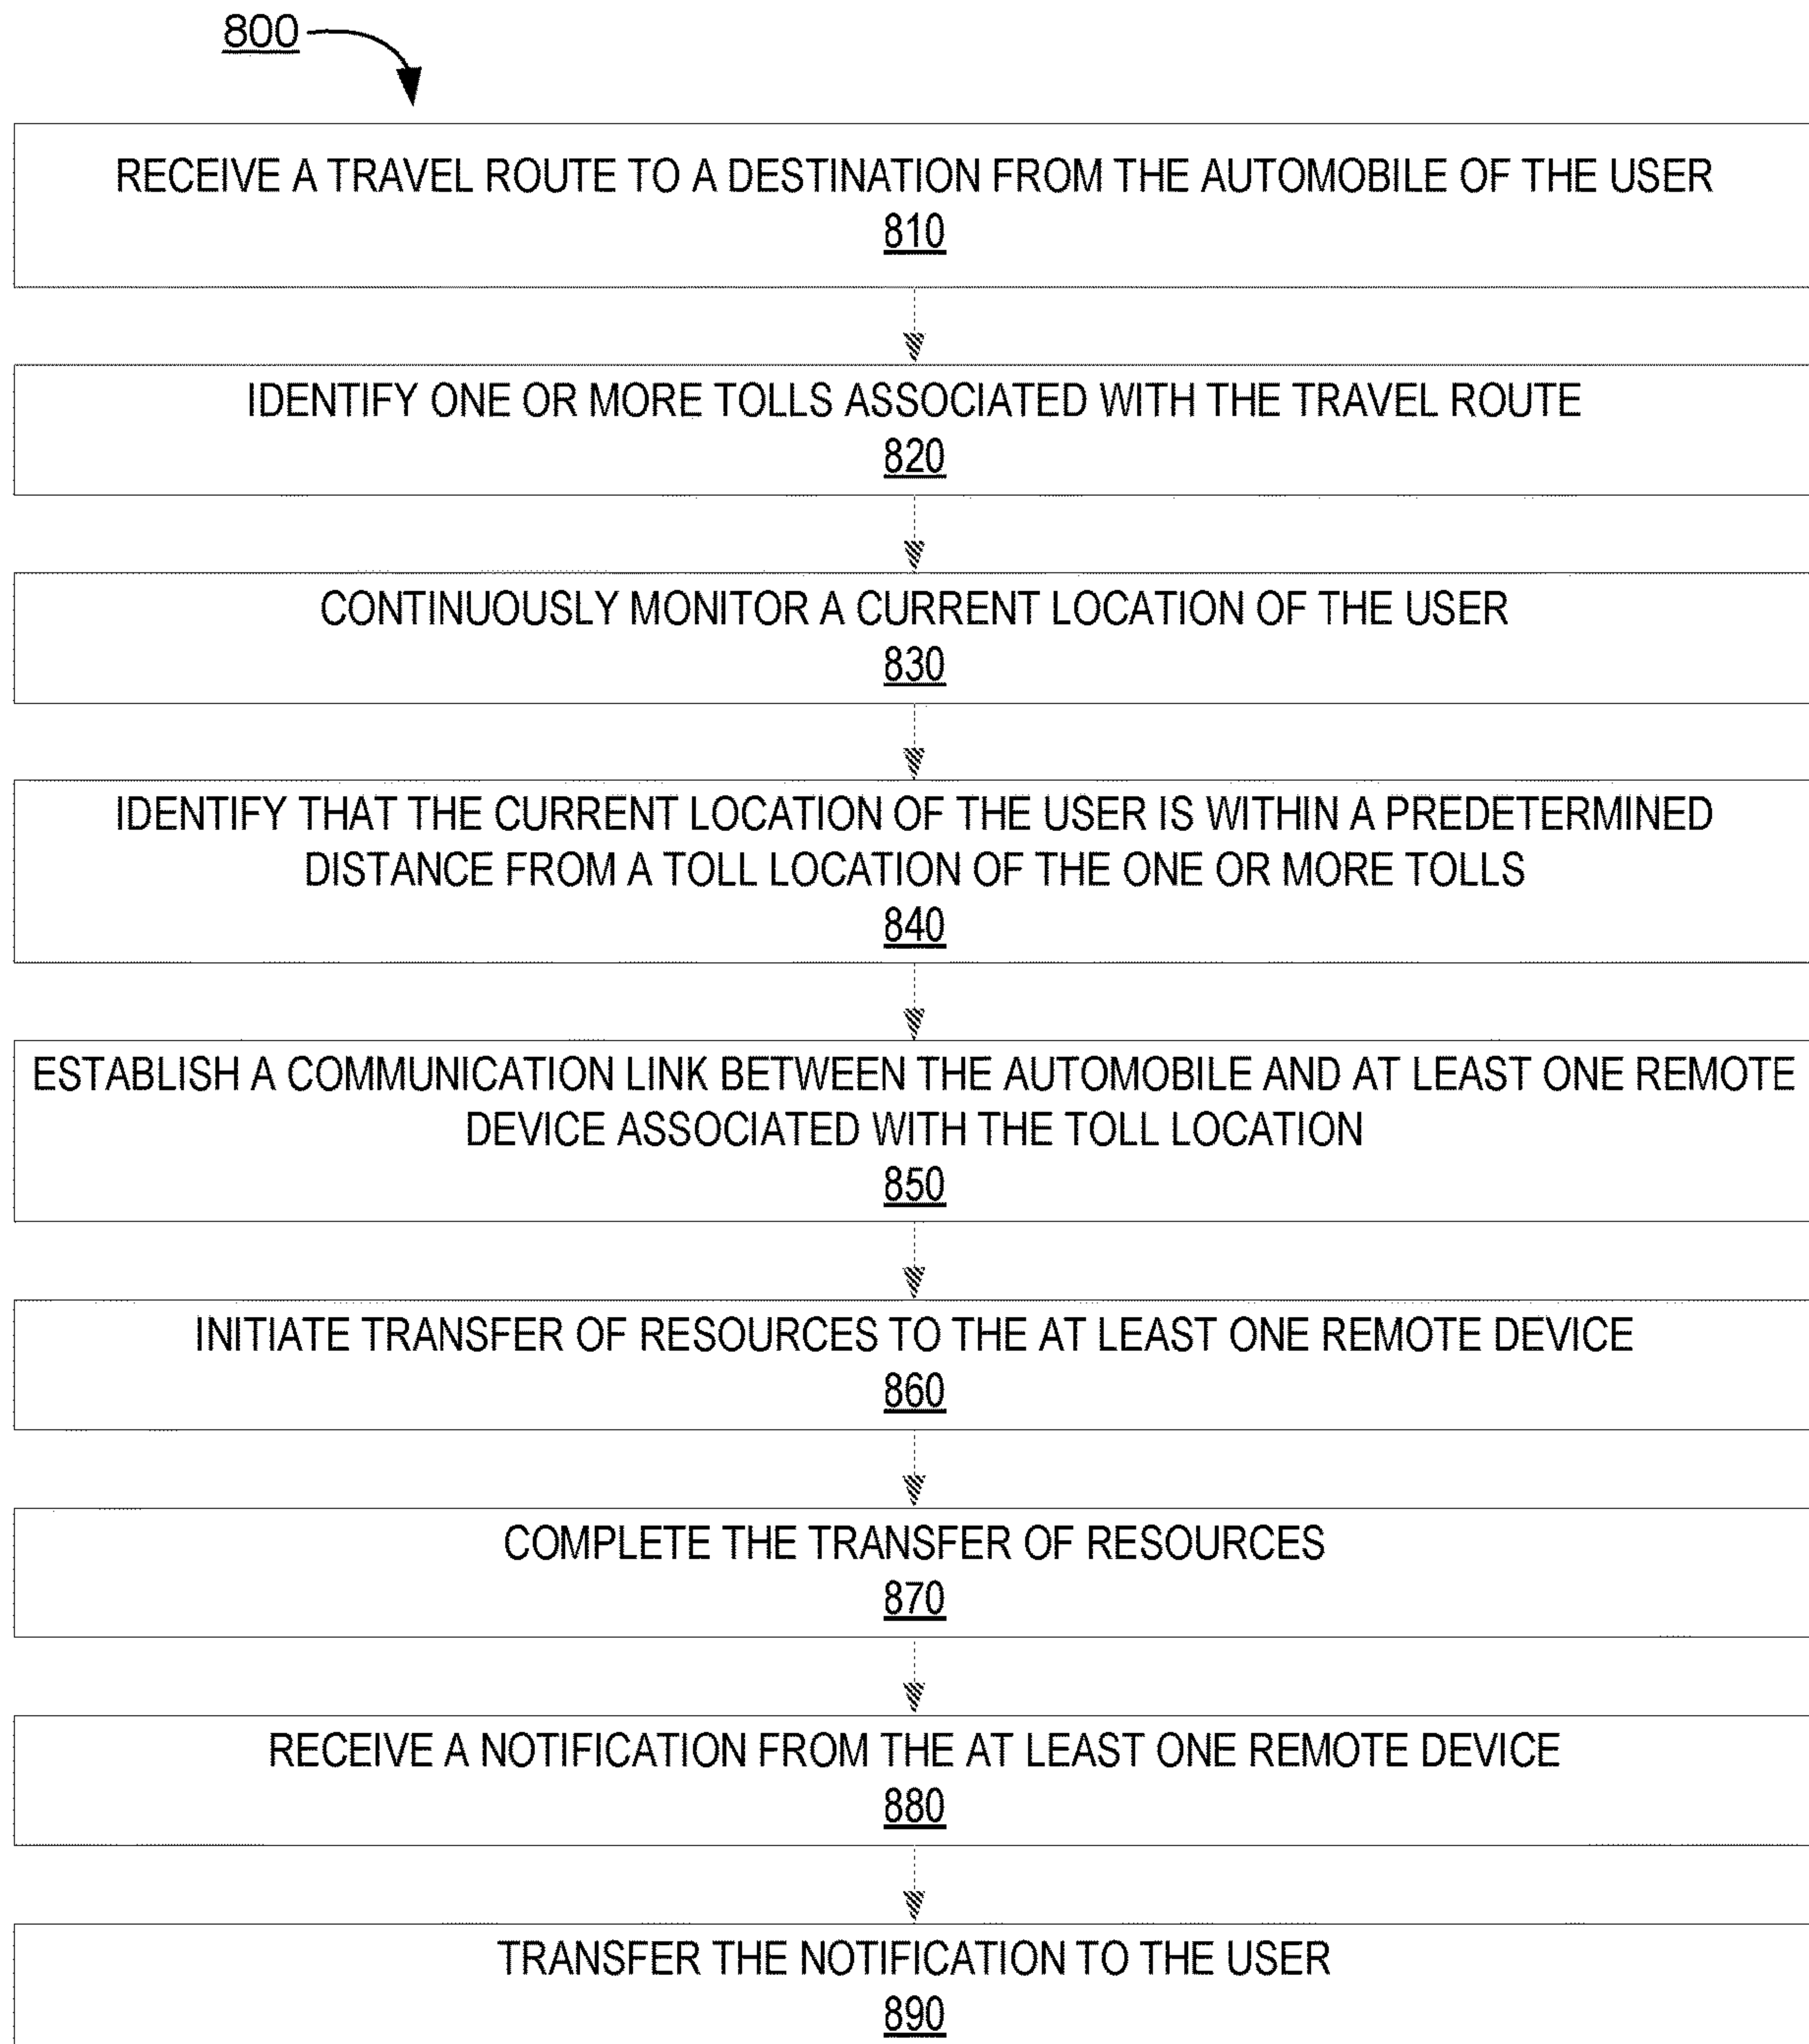 800
RECEIVE A TRAVEL ROUTE TO A DESTINATION FROM THE AUTOMOBILE OF THE USER
810
IDENTIFY ONE OR MORE TOLLS ASSOCIATED WITH THE TRAVEL ROUTE
820
CONTINUOUSLY MONITOR A CURRENT LOCATION OF THE USER
830
IDENTIFY THAT THE CURRENT LOCATION OF THE USER IS WITHIN A PREDETERMINED
DISTANCE FROM A TOLL LOCATION OF THE ONE OR MORE TOLLS
840
ESTABLISH A COMMUNICATION LINK BETWEEN THE AUTOMOBILE AND AT LEAST ONE REMOTE
DEVICE ASSOCIATED WITH THE TOLL LOCATION
850
INITIATE TRANSFER OF RESOURCES TO THE AT LEAST ONE REMOTE DEVICE
860
COMPLETE THE TRANSFER OF RESOURCES
870
RECEIVE A NOTIFICATION FROM THE AT LEAST ONE REMOTE DEVICE
880
TRANSFER THE NOTIFICATION TO THE USER
890